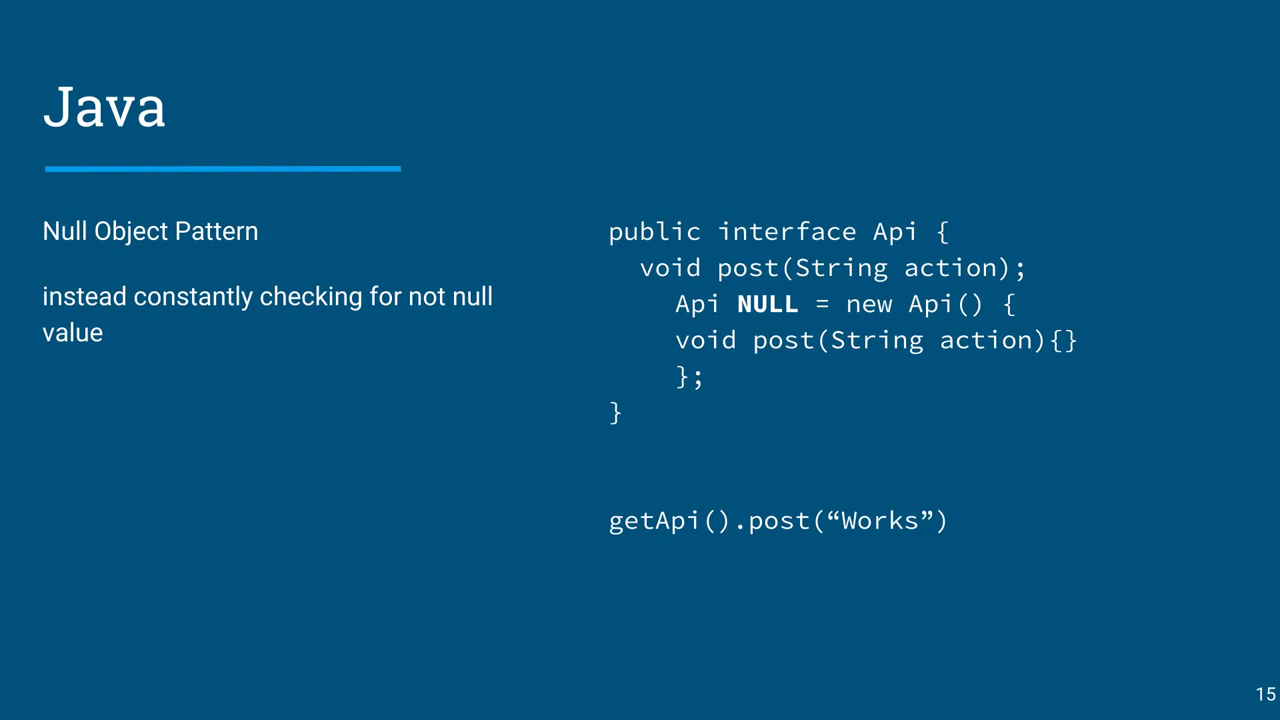 Java
Null Object Pattern
instead constantly checking for not null
value
public interface Api {
void post(String action);
Api NULL = new Api() {
void post(String action){}
};
}
getApi().post(“Works”)
15